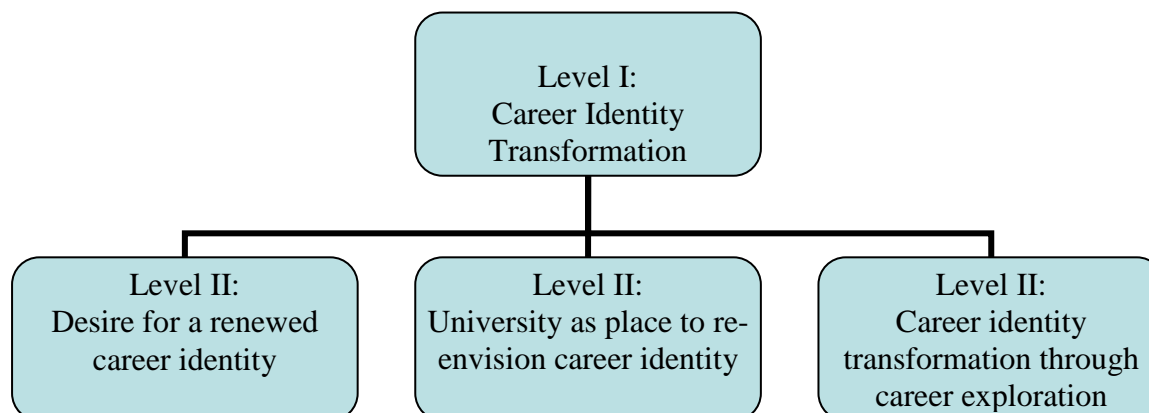 Level I:
Career Identity
Transformation
Level II:
Desire for a renewed
career identity
Level II:
University as place to re-
envision career identity
Level II:
Career identity
transformation through
career exploration